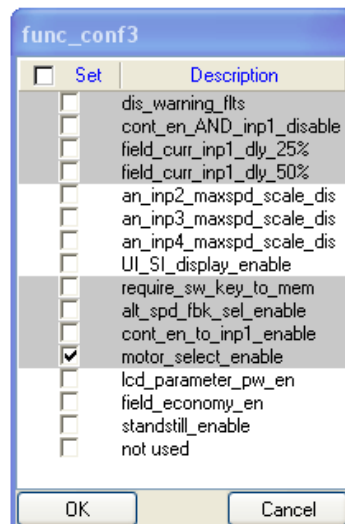 func_conf3
Set Description
dis_warning_flts
cont_en_AND_inp1_disable
field_curr_inp1_dly_25%
field_curr_inp1_dly_50%
an_inp2_maxspd_scale_dis
an_inp3_maxspd_scale_dis
an_inp4_maxspd_scale_dis
UI_SI_display_enable
require_sw_key_to_mem
alt_spd_fbk_sel_enable
cont_en_to_inp1_enable
motor_select_enable
lcd_parameter_pw_en
field_economy_en
standstill_enable
not used
OK Cancel